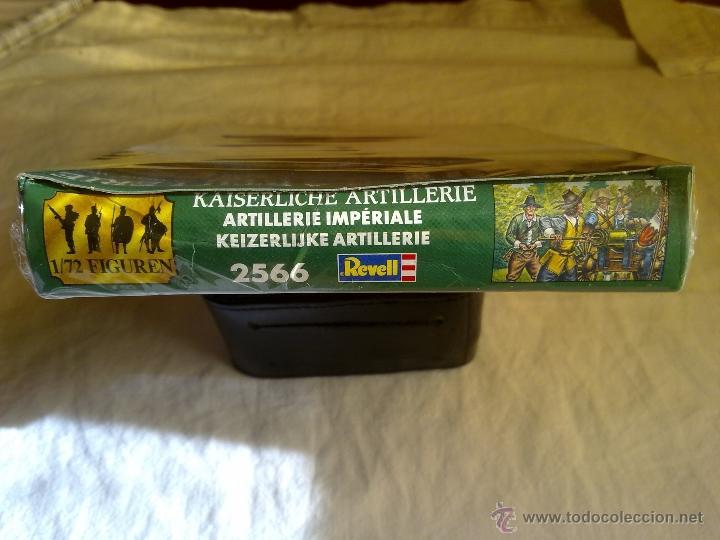 KAISERLICHE ARTILLERIE
ARTILLERIE IMPÉRIALE
KEIZERLIJKE ARTILLERIE
1/72 FIGUREN
2566
Revell
© www.todocoleccion.net